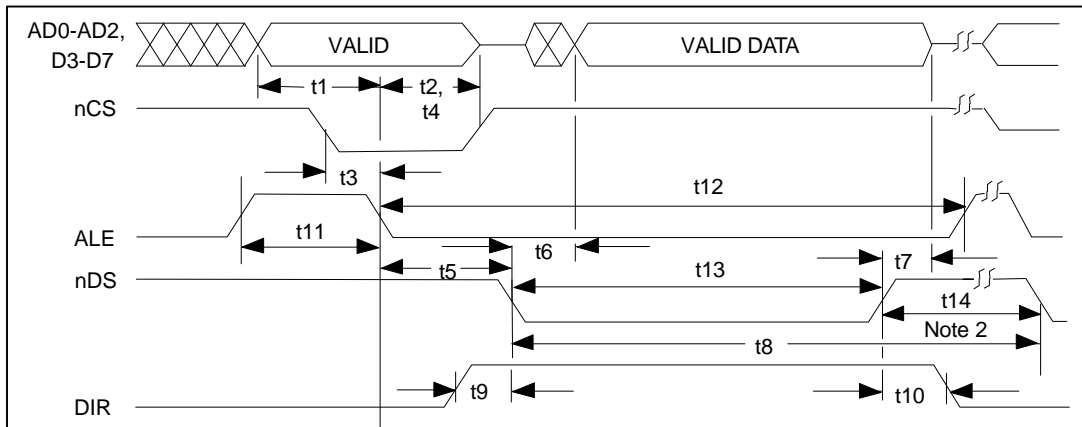 AD0-AD2,
D3-D7
VALID
VALID DATA
t1
t2,
t4
nCS
t3
t12
ALE
t11
t6
t7
t5
t13
nDS
t14
Note 2
t8
t9
t10
DIR